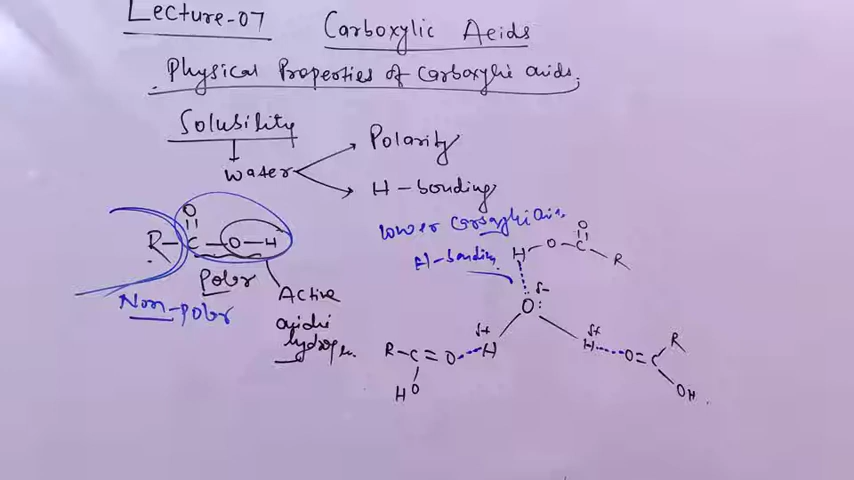 Lecture-07 Carboxylic Acids
Physical Properties of Carboxylic acids.
Solubility
Water
Polarity
H-bonding
lower Carboxylic acids
H-bonding
O
R-C-O-H
Polar
Non-polar
Active
acidic
hydrogen.
H-O-C-R
O
δ-
O:
δ+
H
δ+
H
R-C=O
HO
O=C
R
OH